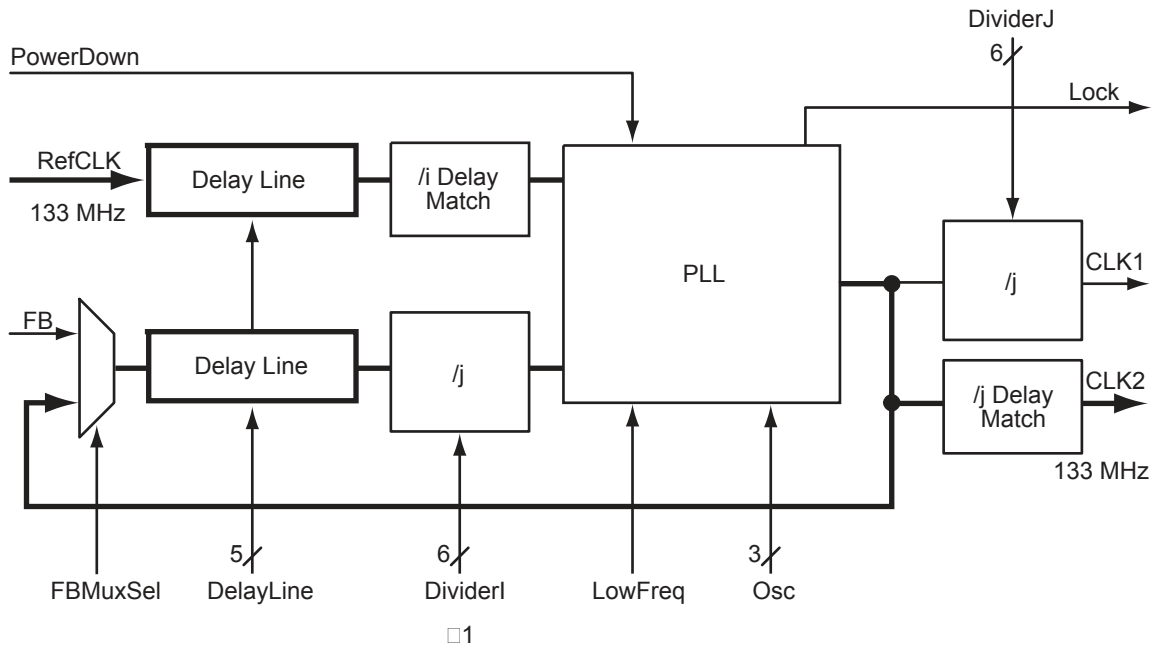 DividerJ
6
PowerDown
Lock
RefCLK
133 MHz
Delay Line
/i Delay
Match
PLL
/j
CLK1
FB
Delay Line
/j
/j Delay
Match
CLK2
133 MHz
5
6
3
FBMuxSel
DelayLine
DividerI
LowFreq
Osc
□1